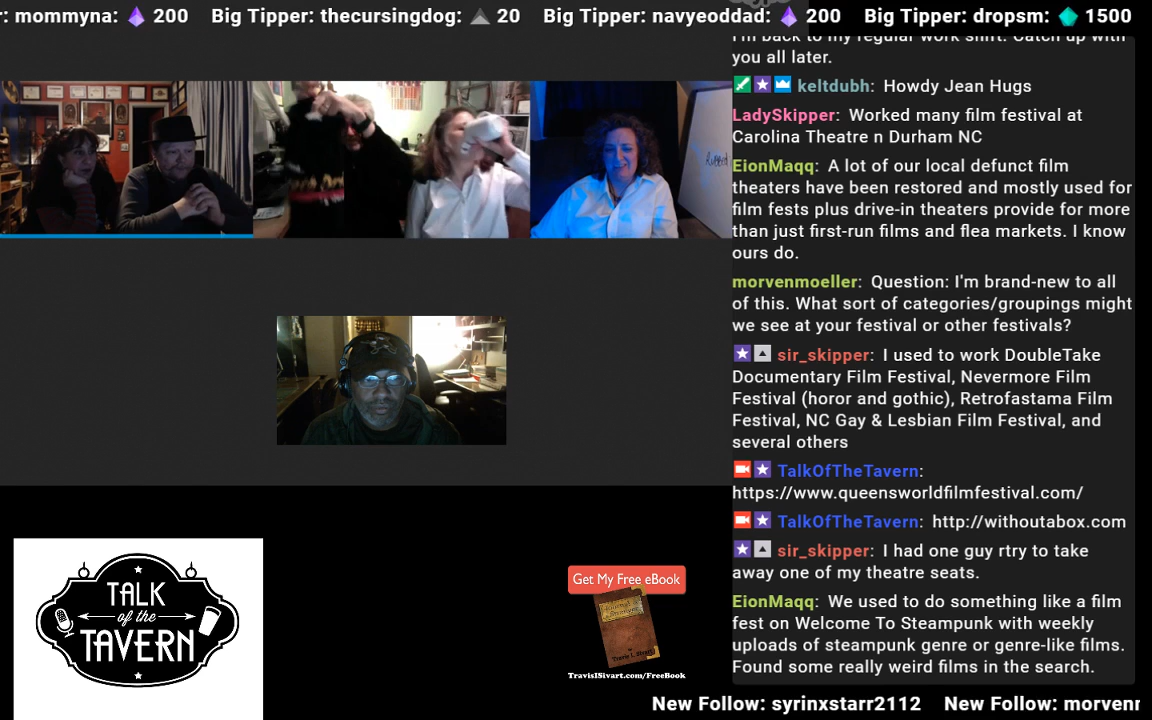 r: mommyna: 200 Big Tipper: thecursingdog: 20 Big Tipper: navyeoddad: 200 Big Tipper: dropsm: 1500
I'm back to my regular work shift. Catch up with
you all later.
keltdubh: Howdy Jean Hugs
LadySkipper: Worked many film festival at
Carolina Theatre n Durham NC
EionMaqq: A lot of our local defunct film
theaters have been restored and mostly used for
film fests plus drive-in theaters provide for more
than just first-run films and flea markets. I know
ours do.
morvenmoeller: Question: I'm brand-new to all
of this. What sort of categories/groupings might
we see at your festival or other festivals?
sir_skipper: I used to work DoubleTake
Documentary Film Festival, Nevermore Film
Festival (horor and gothic), Retrofastama Film
Festival, NC Gay & Lesbian Film Festival, and
several others
TalkOfTheTavern:
https://www.queensworldfilmfestival.com/
TalkOfTheTavern: http://withoutabox.com
sir_skipper: I had one guy rtry to take
away one of my theatre seats.
EionMaqq: We used to do something like a film
fest on Welcome To Steampunk with weekly
uploads of steampunk genre or genre-like films.
Found some really weird films in the search.
TALK
of the
TAVERN
Get My Free eBook
TravisISivart.com/FreeBook
New Follow: syrinxstarr2112 New Follow: morvenr